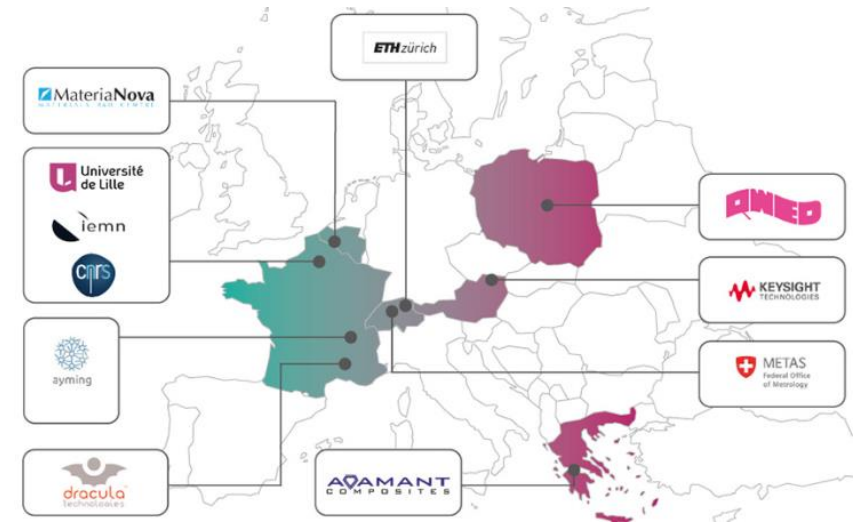 ETH zürich
MateriaNova
MATERIALS R&D CENTRE
Université
de Lille
iemn
cnrs
QWED
KEYSIGHT
TECHNOLOGIES
ayming
METAS
Federal Office
of Metrology
dracula
technologies
ADAMANT
COMPOSITES